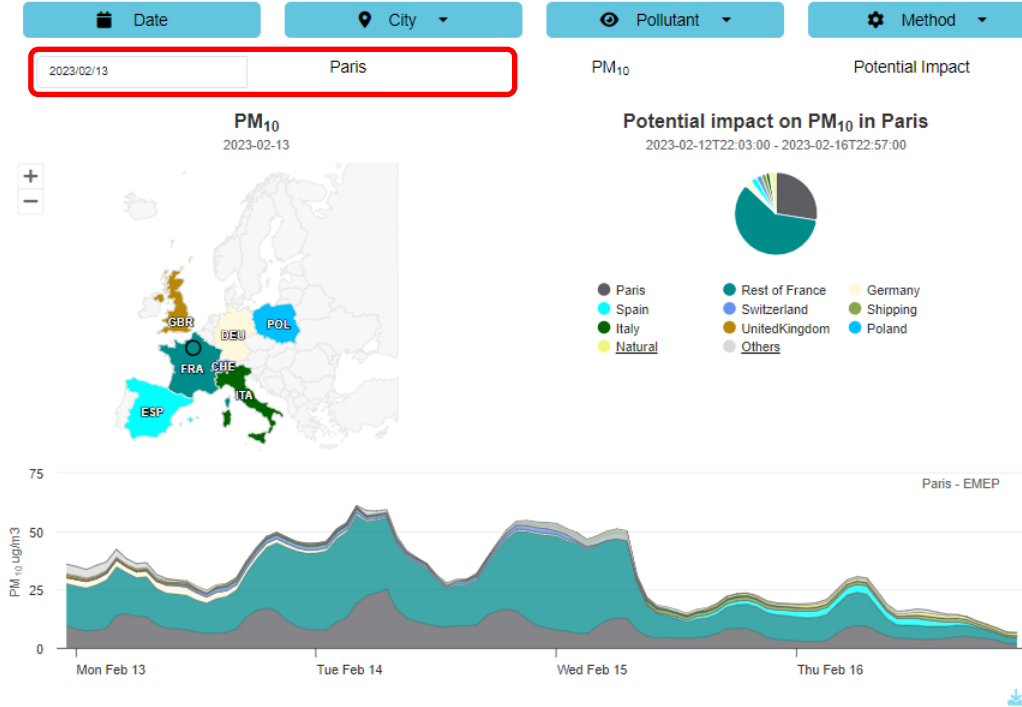 Date City Pollutant Method
2023/02/13 Paris PM₁₀ Potential Impact
PM₁₀
2023-02-13
Potential impact on PM₁₀ in Paris
2023-02-12T22:03:00 - 2023-02-16T22:57:00
+
−
GBR
DEU
POL
FRA
CHE
ITA
ESP
Paris Rest of France Germany
Spain Switzerland Shipping
Italy UnitedKingdom Poland
Natural Others
Paris - EMEP
75
50
25
0
PM ₁₀ ug/m3
Mon Feb 13 Tue Feb 14 Wed Feb 15 Thu Feb 16